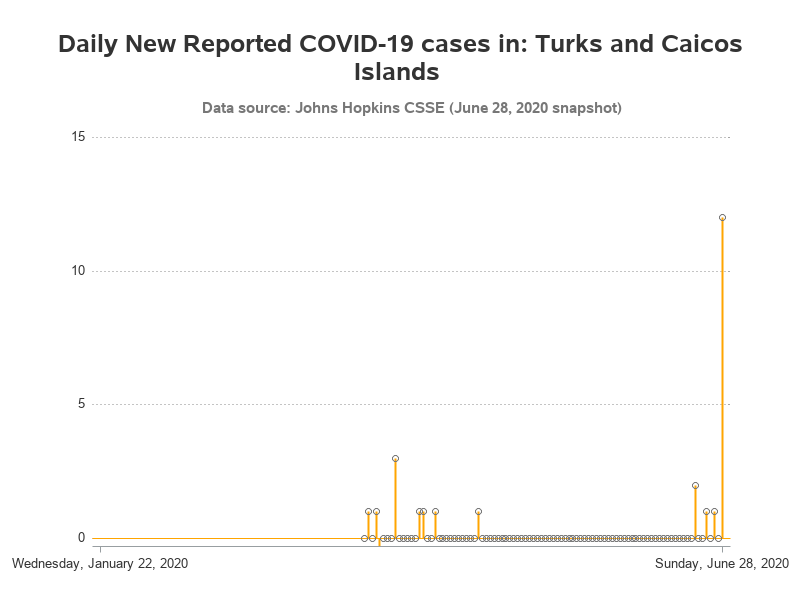 Daily New Reported COVID-19 cases in: Turks and Caicos
Islands
Data source: Johns Hopkins CSSE (June 28, 2020 snapshot)
15
10
5
0
Wednesday, January 22, 2020
Sunday, June 28, 2020